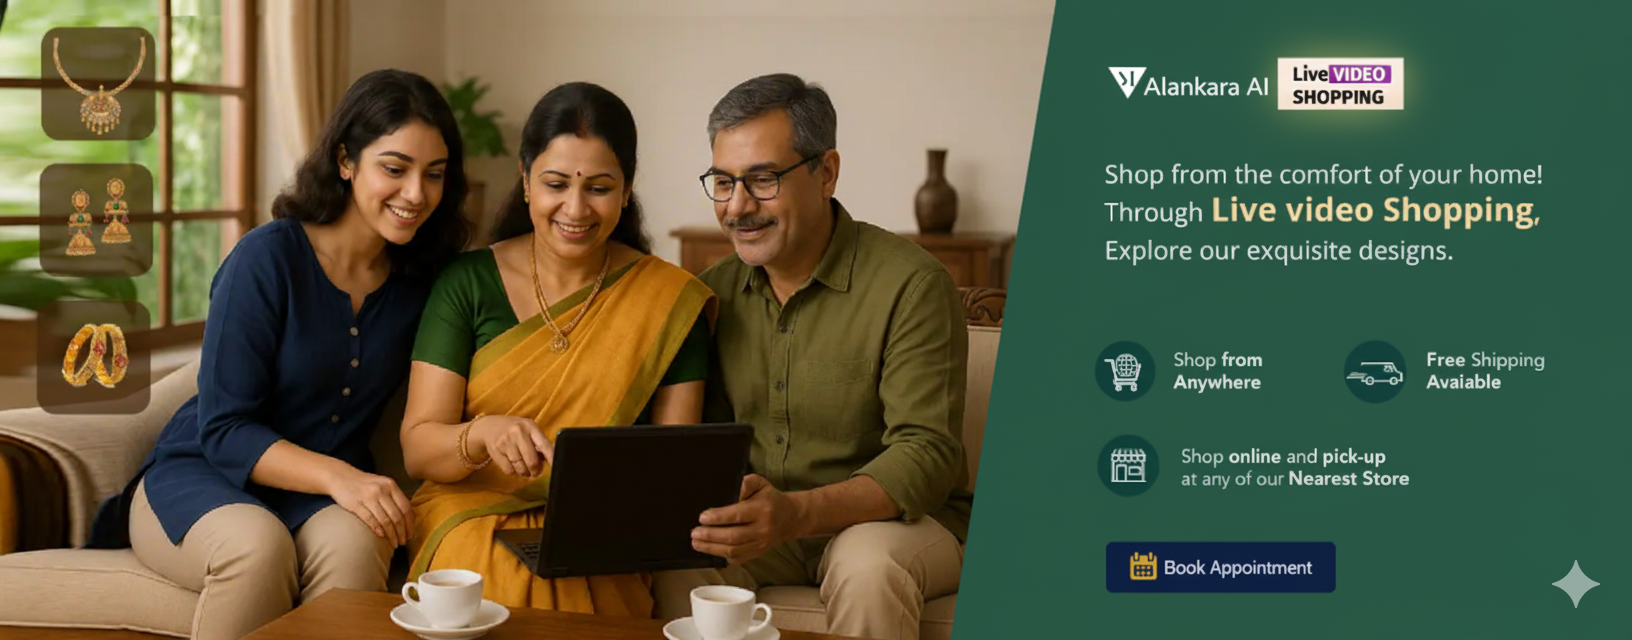 Alankara AI
Live VIDEO
SHOPPING
Shop from the comfort of your home!
Through Live video Shopping,
Explore our exquisite designs.
Shop from
Anywhere
Free Shipping
Avaiable
Shop online and pick-up
at any of our Nearest Store
Book Appointment